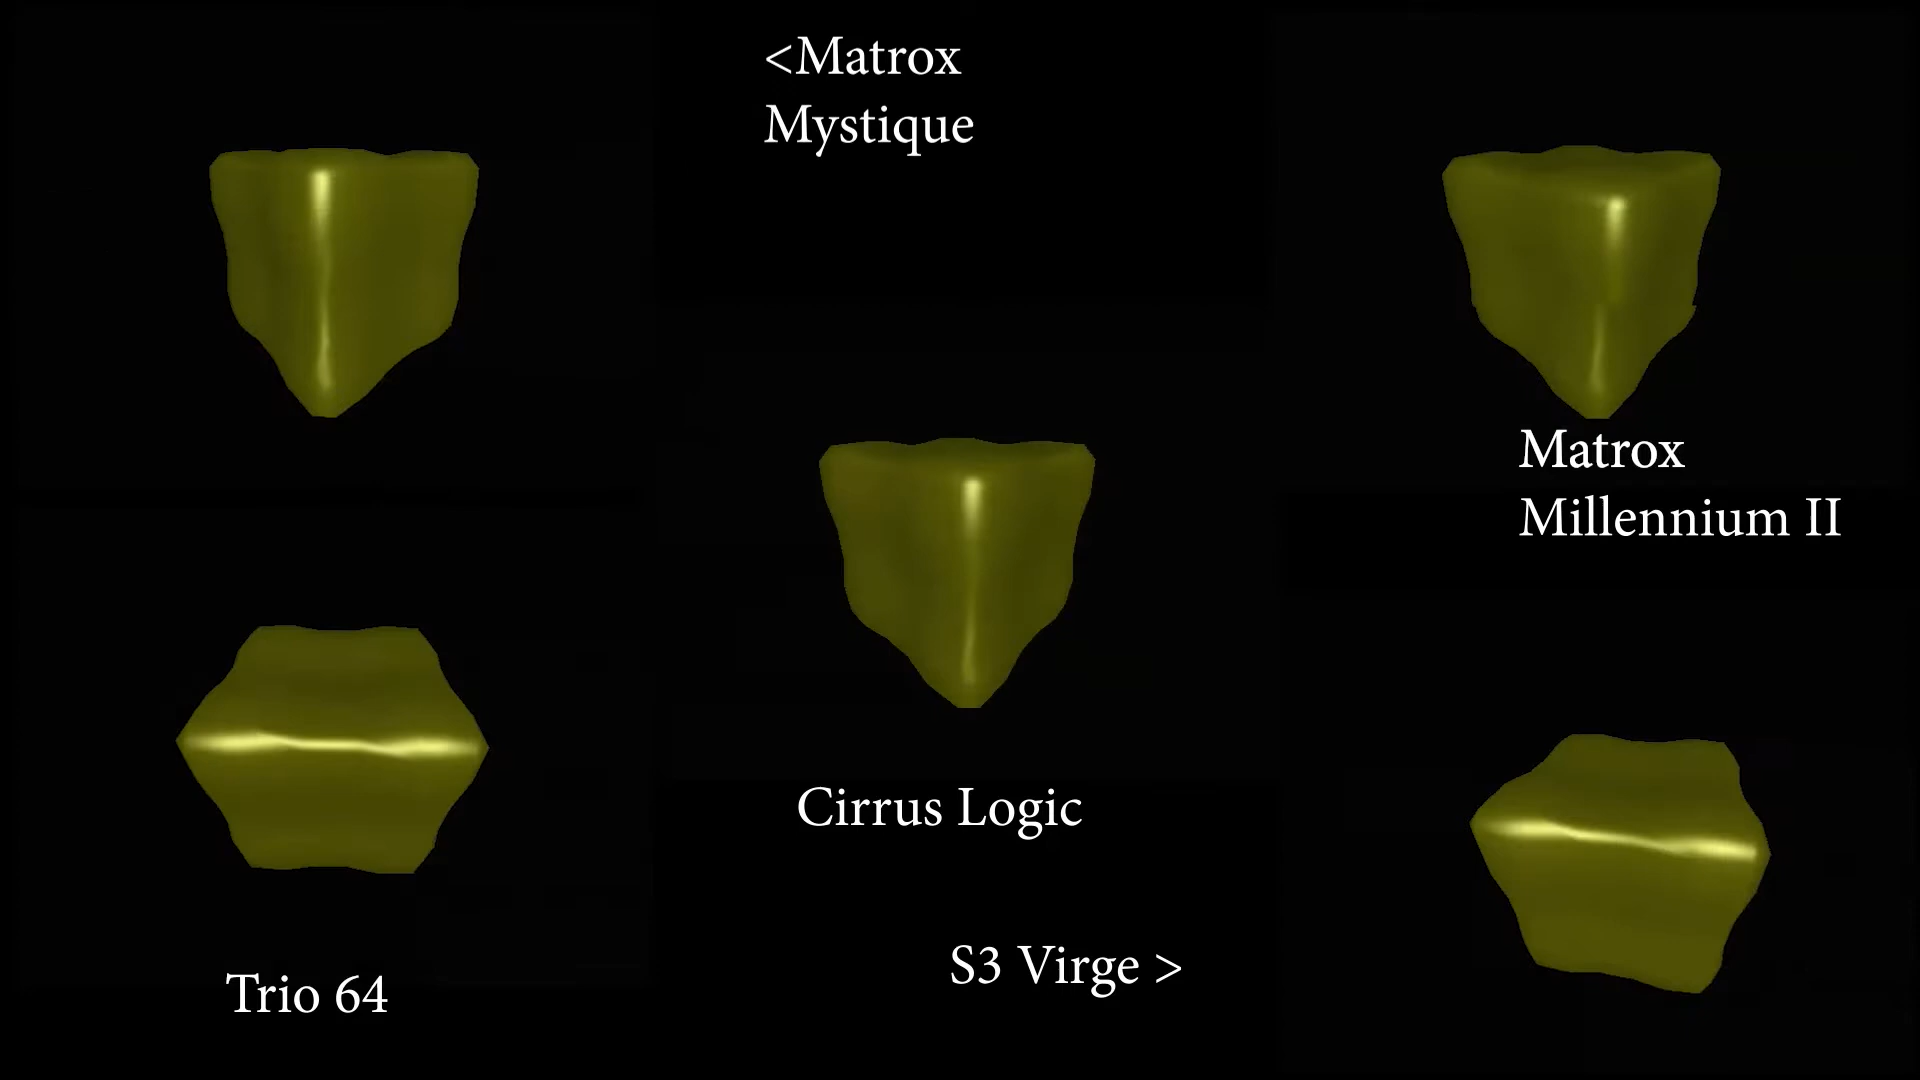 <Matrox
Mystique
Matrox
Millennium II
Cirrus Logic
S3 Virge >
Trio 64